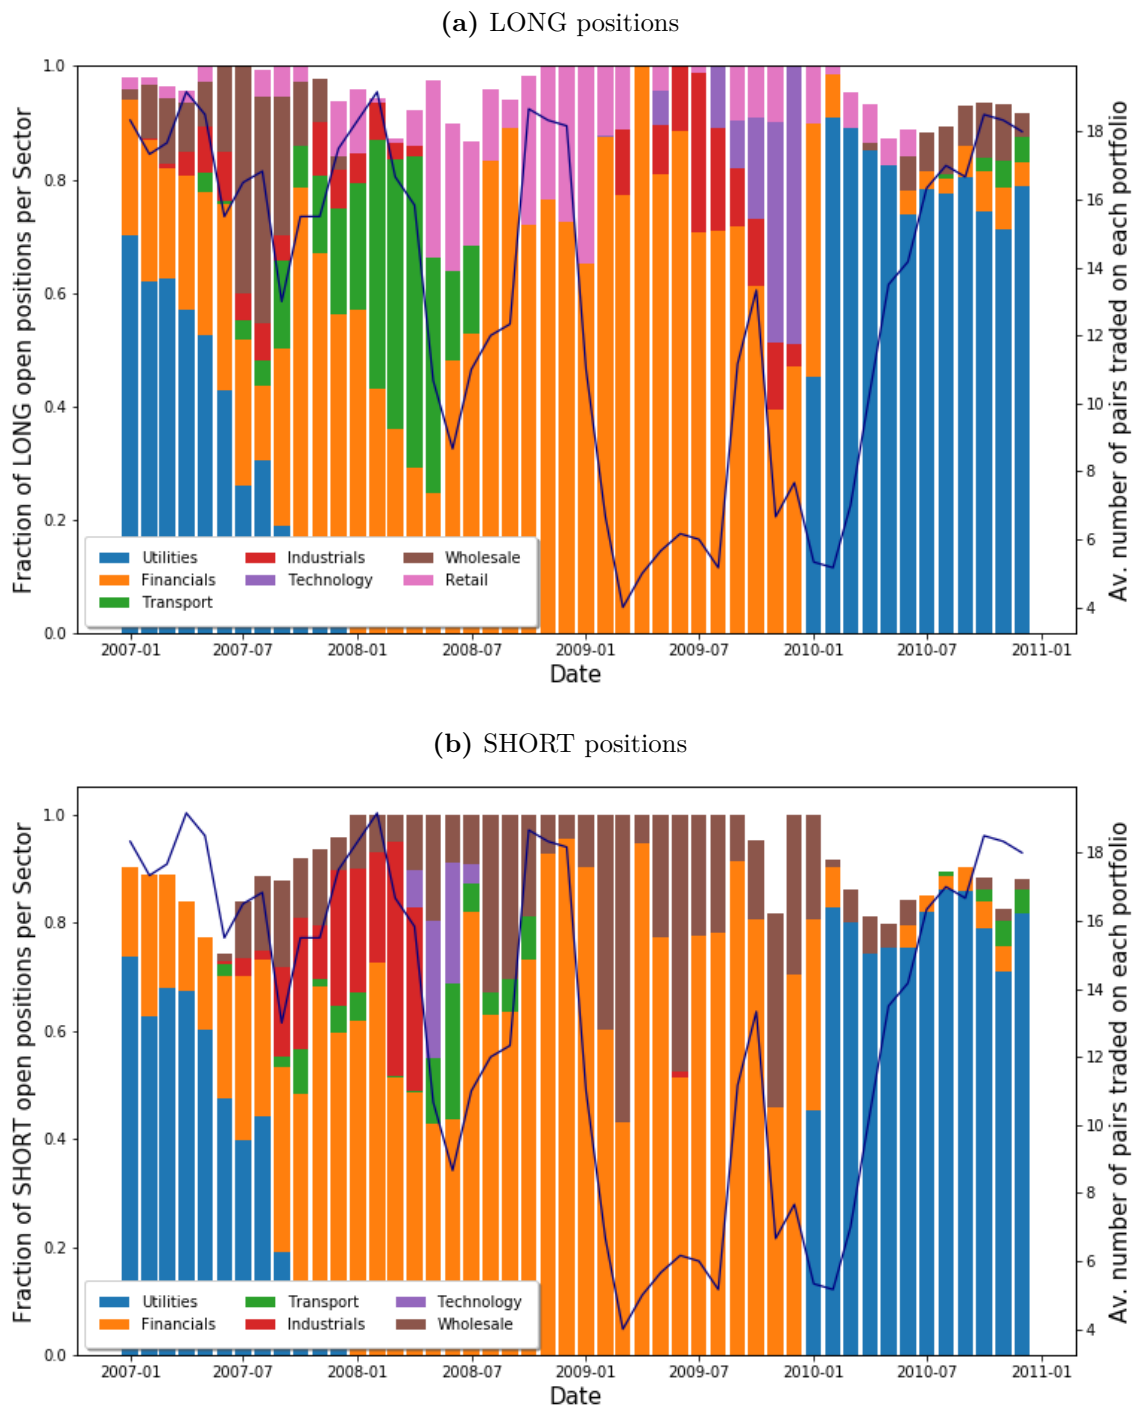 (a) LONG positions
Fraction of LONG open positions per Sector
1.0
0.8
0.6
0.4
0.2
0.0
18
16
14
12
10
8
6
4
Av. number of pairs traded on each portfolio
Utilities Industrials Wholesale
Financials Technology Retail
Transport
2007-01 2007-07 2008-01 2008-07 2009-01 2009-07 2010-01 2010-07 2011-01
Date
(b) SHORT positions
Fraction of SHORT open positions per Sector
1.0
0.8
0.6
0.4
0.2
0.0
18
16
14
12
10
8
6
4
Av. number of pairs traded on each portfolio
Utilities Transport Technology
Financials Industrials Wholesale
2007-01 2007-07 2008-01 2008-07 2009-01 2009-07 2010-01 2010-07 2011-01
Date